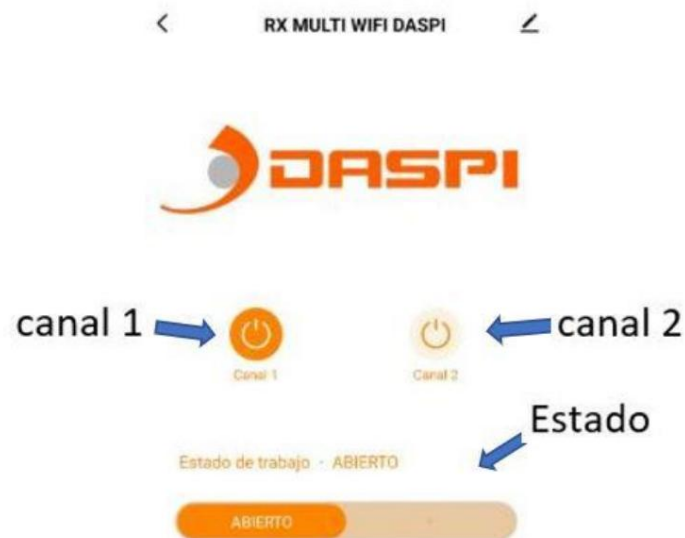 RX MULTI WIFI DASPI
DASPI
canal 1
canal 2
Canal 1
Canal 2
Estado
Estado de trabajo · ABIERTO
ABIERTO